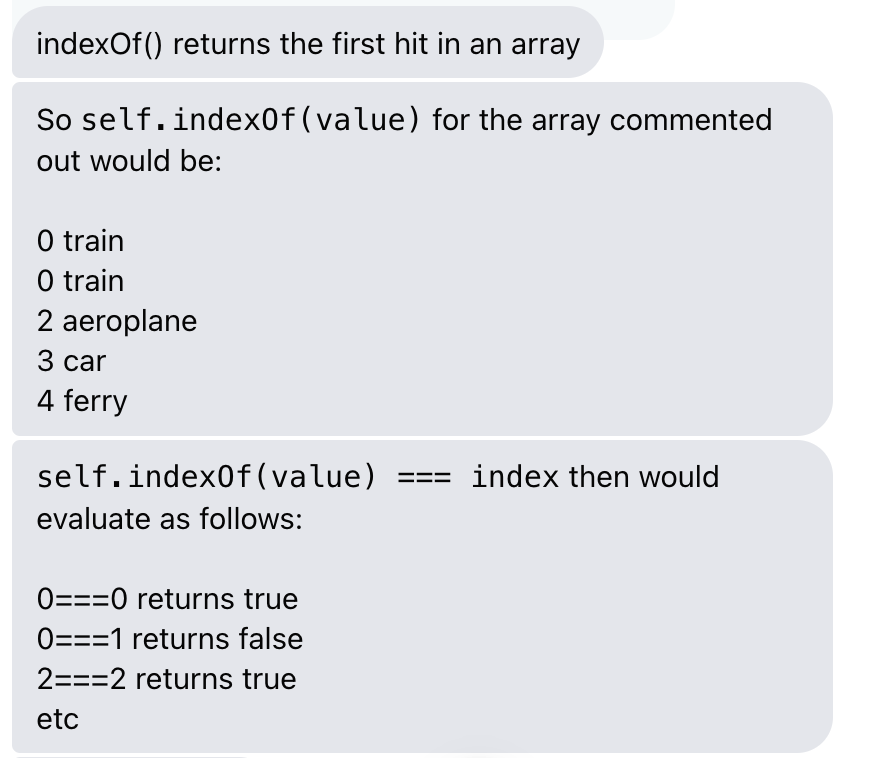 indexOf() returns the first hit in an array
So self.indexOf(value) for the array commented
out would be:
0 train
0 train
2 aeroplane
3 car
4 ferry
self.indexOf(value) === index then would
evaluate as follows:
0===0 returns true
0===1 returns false
2===2 returns true
etc